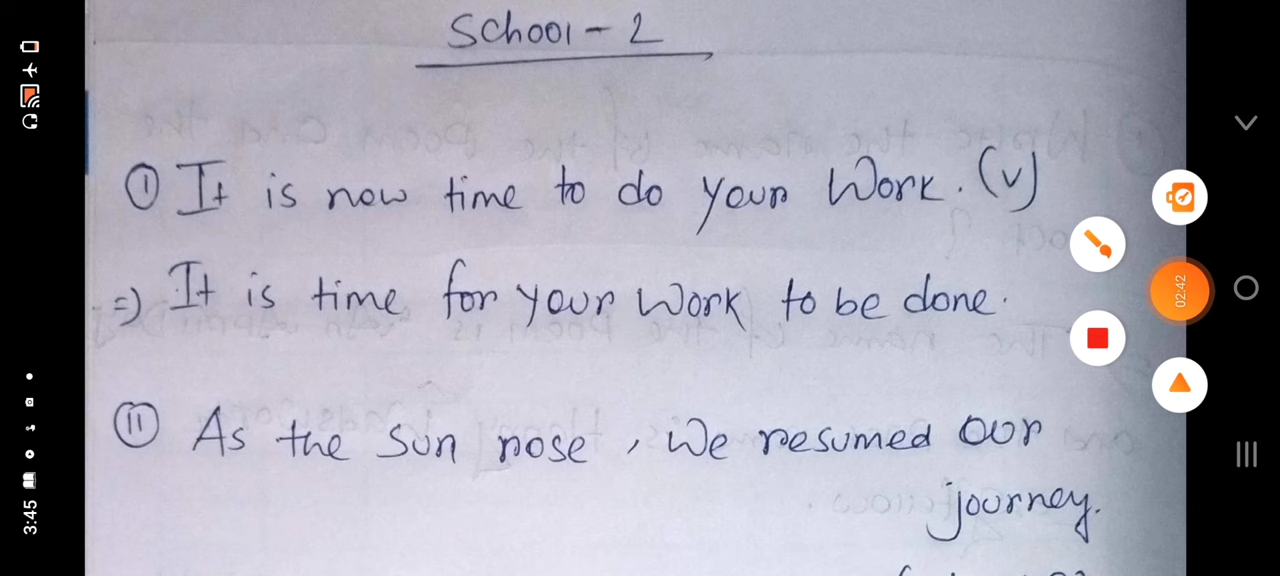 School - 2
① It is now time to do your Work. (v)
=) It is time for your Work to be done.
⑪ As the sun rose, we resumed our
journey.
02:42
3:45